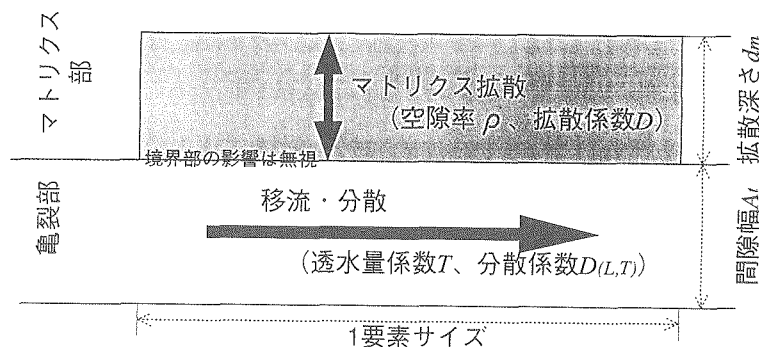 マトリクス部
マトリクス拡散
(空隙率ρ、拡散係数D)
境界部の影響は無視
拡散深さdm
亀裂部
移流・分散
(透水量係数T、分散係数D(L,T))
間隙幅At
1要素サイズ